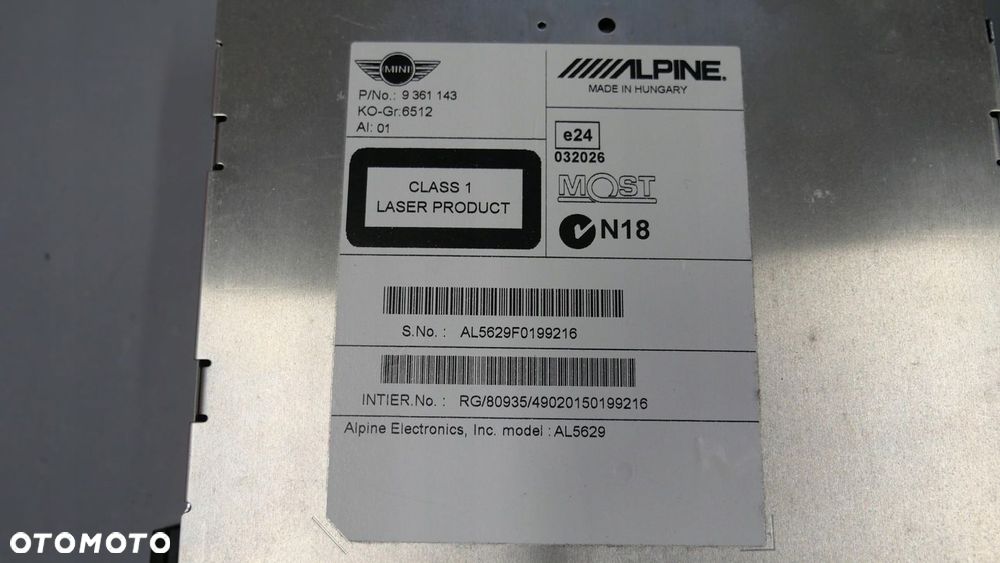 MINI
P/No.: 9 361 143
KO-Gr:6512
AI: 01
ALPINE.
MADE IN HUNGARY
e24
032026
MOST
N18
CLASS 1
LASER PRODUCT
S.No. : AL5629F0199216
INTIER.No. : RG/80935/49020150199216
Alpine Electronics, Inc. model : AL5629
OTOMOTO